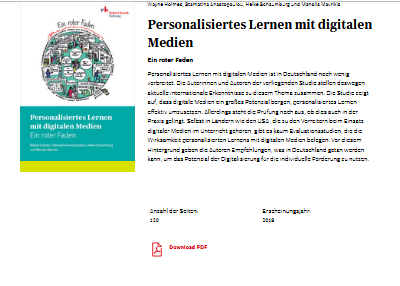 Wayne Holmes, Stamatina Anastopoulou, Heike Schaumburg und Manolis Mavrikis
Personalisiertes Lernen mit digitalen
Medien
Ein roter Faden
Personalisiertes Lernen mit digitalen Medien ist in Deutschland noch wenig
verbreitet. Die Autorinnen und Autoren der vorliegenden Studie stellen deswegen
aktuelle internationale Erkenntnisse zu diesem Thema zusammen. Die Studie zeigt
auf, dass digitale Medien ein großes Potenzial bergen, personalisiertes Lernen
effektiv umzusetzen. Allerdings steht die Prüfung noch aus, ob dies auch in der
Praxis gelingt. Selbst in Ländern wie den USA, die zu den Vorreitern beim Einsatz
digitaler Medien im Unterricht gehören, gibt es kaum Evaluationsstudien, die die
Wirksamkeit personalisierten Lernens mit digitalen Medien belegen. Vor diesem
Hintergrund geben die Autoren Empfehlungen, was in Deutschland getan werden
kann, um das Potenzial der Digitalisierung für die individuelle Förderung zu nutzen.
Anzahl der Seiten:
120
Erscheinungsjahr:
2018
Download PDF
Robert Bosch
Stiftung
Ein roter Faden
Personalisiertes Lernen
mit digitalen Medien
Ein roter Faden
Wayne Holmes, Stamatina Anastopoulou, Heike Schaumburg
und Manolis Mavrikis